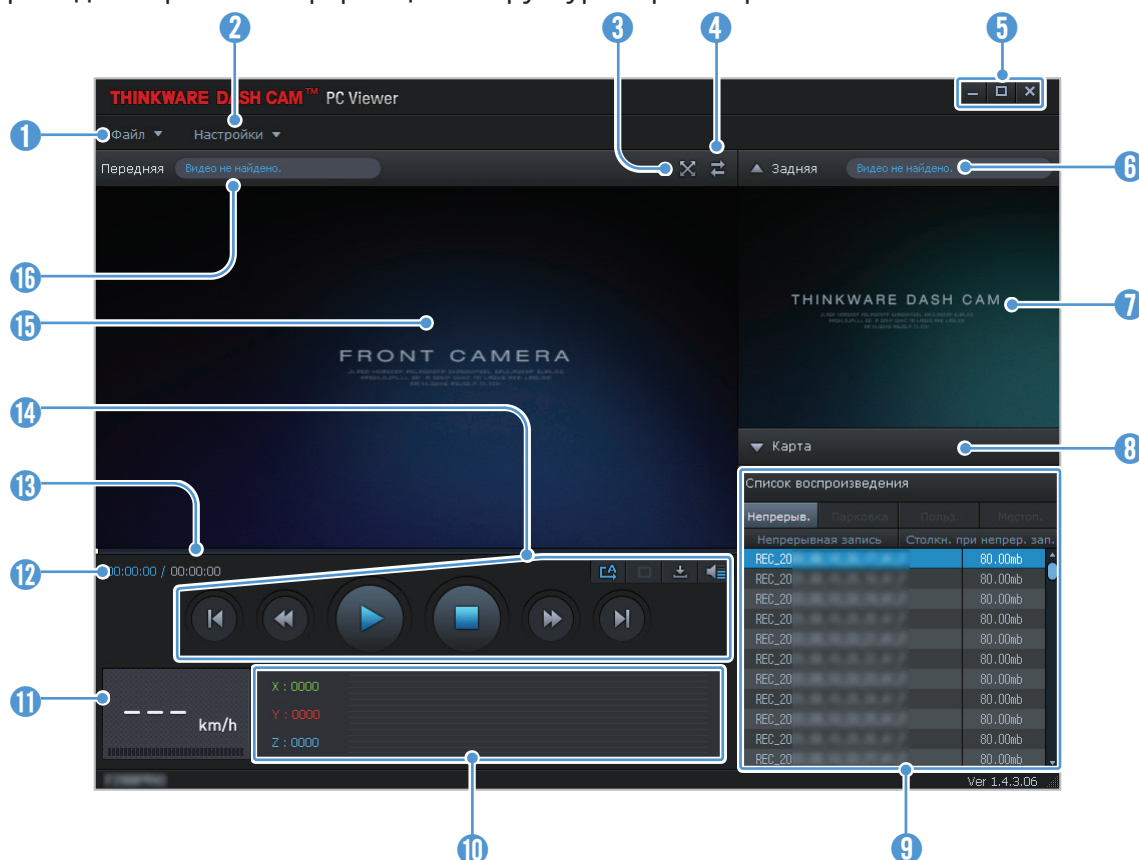 2
3
4
5
THINKWARE DASH CAM™ PC Viewer
1
Файл
Настройки
Передняя
Видео не найдено.
Задняя
Видео не найдено.
6
16
15
THINKWARE DASH CAM
7
FRONT CAMERA
14
Карта
8
13
Список воспроизведения
Непрерыв.
Парковка
Польз.
Местоп.
Непрерывная запись
Столкн. при непрер. зап.
12
00:00:00 / 00:00:00
REC_20 80.00mb
REC_20 80.00mb
REC_20 80.00mb
REC_20 80.00mb
REC_20 80.00mb
REC_20 80.00mb
REC_20 80.00mb
REC_20 80.00mb
REC_20 80.00mb
REC_20 80.00mb
REC_20 80.00mb
11
--- km/h
X : 0000
Y : 0000
Z : 0000
Ver 1.4.3.06
10
9